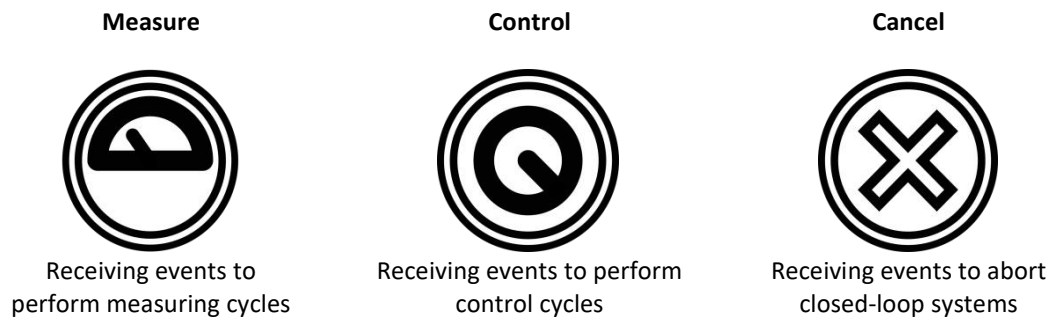 Measure
Control
Cancel
Receiving events to
perform measuring cycles
Receiving events to perform
control cycles
Receiving events to abort
closed-loop systems